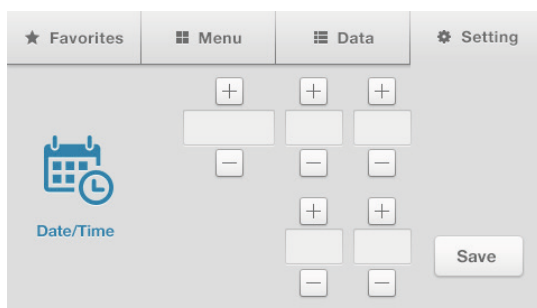 Favorites
Menu
Data
Setting
+
+
+
−
−
−
Date/Time
+
+
Save
−
−